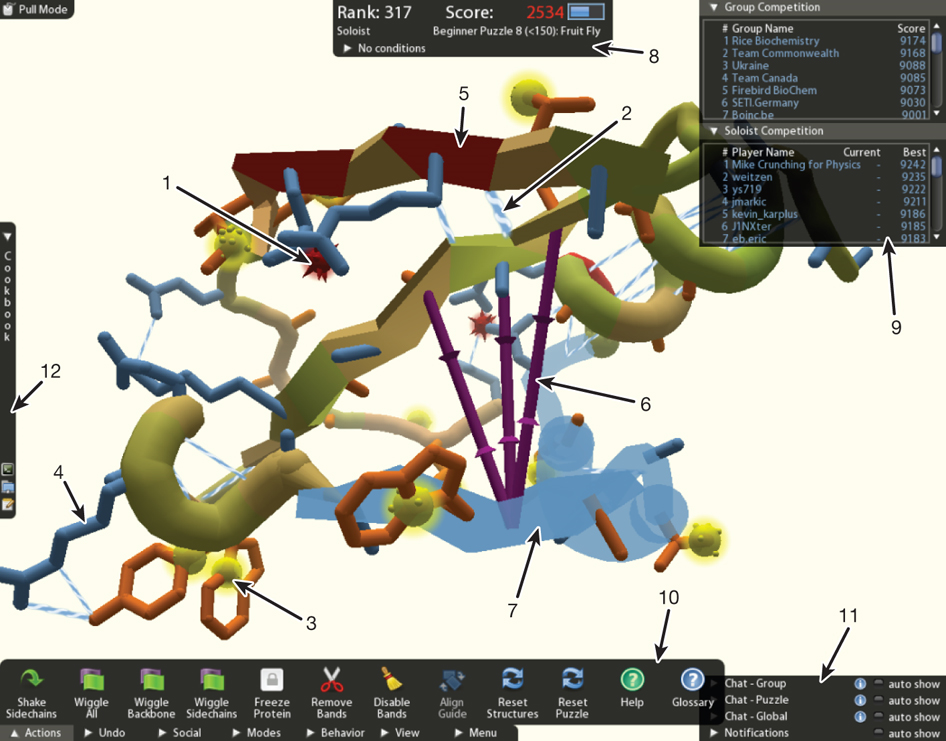 Pull Mode
Rank: 317 Score: 2534
Soloist Beginner Puzzle 8 (<150): Fruit Fly
▶ No conditions
8
▼ Group Competition
# Group Name Score
1 Rice Biochemistry 9174
2 Team Commonwealth 9168
3 Ukraine 9088
4 Team Canada 9085
5 Firebird BioChem 9073
6 SETI.Germany 9030
7 Boinc.be 9001
▼ Soloist Competition
# Player Name Current Best
1 Mike Crunching for Physics - 9242
2 weitzen - 9235
3 ys719 - 9222
4 jmarkic - 9211
5 kevin_karplus - 9186
6 J1NXter - 9185
7 eb.eric - 9183
5
2
1
9
Cookbook
12
6
4
7
3
10
11
Shake Sidechains
Wiggle All
Wiggle Backbone
Wiggle Sidechains
Freeze Protein
Remove Bands
Disable Bands
Align Guide
Reset Structures
Reset Puzzle
Help
Glossary
▲ Actions ▶ Undo ▶ Social ▶ Modes ▶ Behavior ▶ View ▶ Menu
▶ Chat - Group auto show
▶ Chat - Puzzle auto show
▶ Chat - Global auto show
▶ Notifications auto show